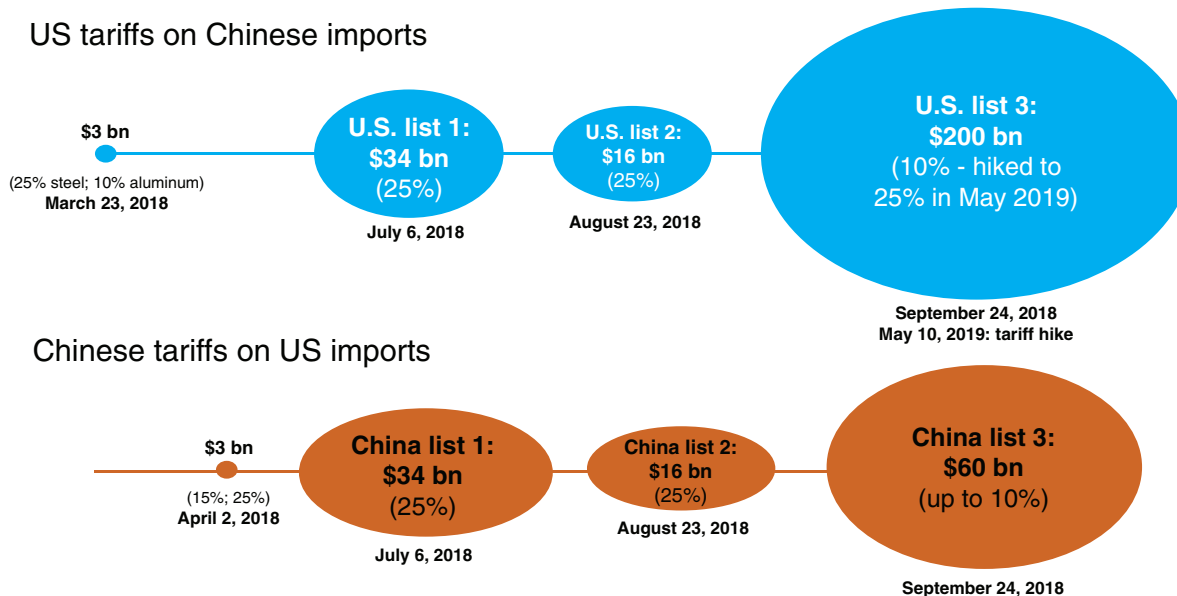 US tariffs on Chinese imports
$3 bn
(25% steel; 10% aluminum)
March 23, 2018
U.S. list 1:
$34 bn
(25%)
July 6, 2018
U.S. list 2:
$16 bn
(25%)
August 23, 2018
U.S. list 3:
$200 bn
(10% - hiked to
25% in May 2019)
September 24, 2018
May 10, 2019: tariff hike
Chinese tariffs on US imports
$3 bn
(15%; 25%)
April 2, 2018
China list 1:
$34 bn
(25%)
July 6, 2018
China list 2:
$16 bn
(25%)
August 23, 2018
China list 3:
$60 bn
(up to 10%)
September 24, 2018